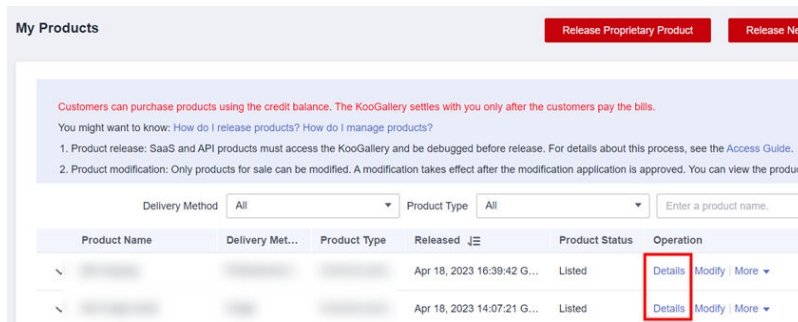 My Products
Release Proprietary Product
Release Ne
Customers can purchase products using the credit balance. The KooGallery settles with you only after the customers pay the bills.
You might want to know: How do I release products? How do I manage products?
1. Product release: SaaS and API products must access the KooGallery and be debugged before release. For details about this process, see the Access Guide.
2. Product modification: Only products for sale can be modified. A modification takes effect after the modification application is approved. You can view the produc
Delivery Method All Product Type All Enter a product name.
Product Name Delivery Met... Product Type Released Product Status Operation
Apr 18, 2023 16:39:42 G... Listed Details Modify More
Apr 18, 2023 14:07:21 G... Listed Details Modify More